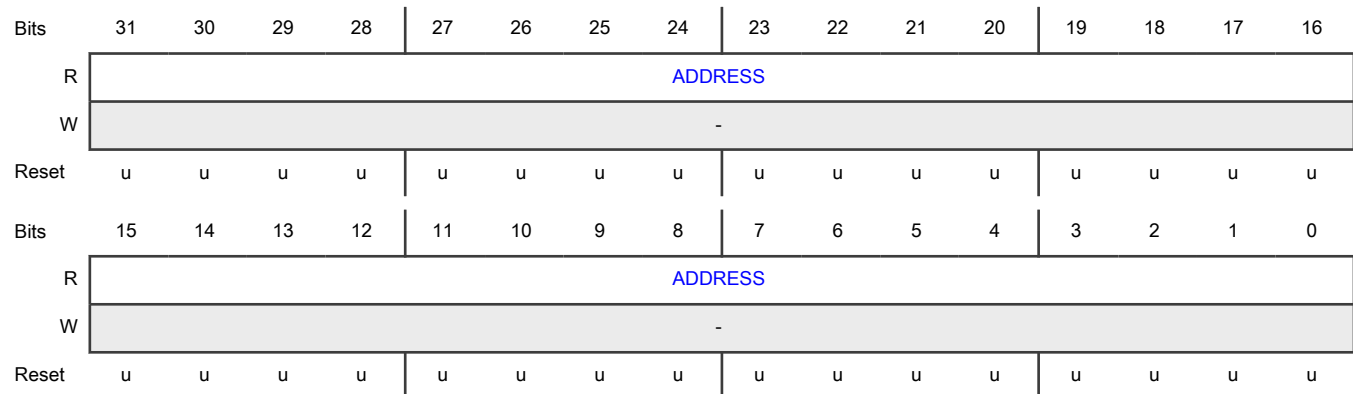 Bits 31 30 29 28 27 26 25 24 23 22 21 20 19 18 17 16
R ADDRESS
W -
Reset u u u u u u u u u u u u u u u u
Bits 15 14 13 12 11 10 9 8 7 6 5 4 3 2 1 0
R ADDRESS
W -
Reset u u u u u u u u u u u u u u u u